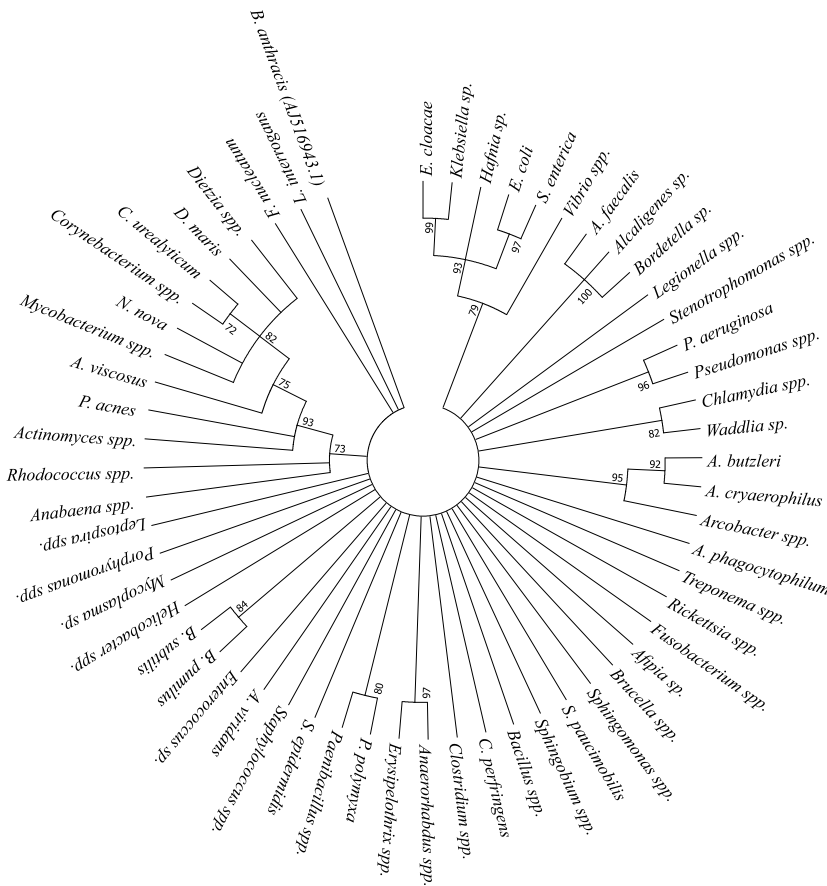 B. anthracis (AJ516943.1)
E. cloacae
Klebsiella sp.
Hafnia sp.
E. coli
S. enterica
Vibrio spp.
A. faecalis
Alcaligenes sp.
Bordetella sp.
Legionella spp.
Stenotrophomonas spp.
P. aeruginosa
Pseudomonas spp.
Chlamydia spp.
Waddlia sp.
A. butzleri
A. cryaerophilus
Arcobacter spp.
A. phagocytophilum
Treponema spp.
Rickettsia spp.
Fusobacterium spp.
Afipia sp.
Brucella spp.
Sphingomonas spp.
S. paucimobilis
Sphingobium spp.
Bacillus spp.
C. perfringens
Clostridium spp.
Anaerorhabdus spp.
Erysipelothrix spp.
P. polymyxa
Paenibacillus spp.
S. epidermidis
Staphylococcus spp.
A. viridans
Enterococcus sp.
B. pumilus
B. subtilis
Helicobacter spp.
Mycoplasma sp.
Porphyromonas spp.
Leptospira spp.
Anabaena spp.
Rhodococcus spp.
Actinomyces spp.
P. acnes
A. viscosus
Mycobacterium spp.
N. nova
Corynebacterium spp.
C. urealyticum
D. maris
Dietzia spp.
F. nucleatum
L. interrogans
99
93
97
79
100
96
82
92
95
97
80
84
73
93
75
82
72